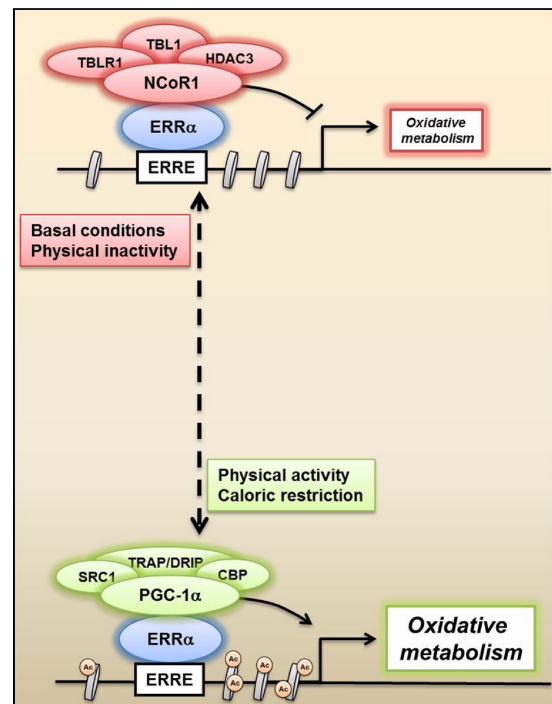 TBL1
TBLR1
HDAC3
NCoR1
ERRα
ERRE
Oxidative
metabolism
Basal conditions
Physical inactivity
Physical activity
Caloric restriction
TRAP/DRIP
SRC1
CBP
PGC-1α
ERRα
ERRE
Ac
Ac
Ac
Ac
Ac
Ac
Oxidative
metabolism